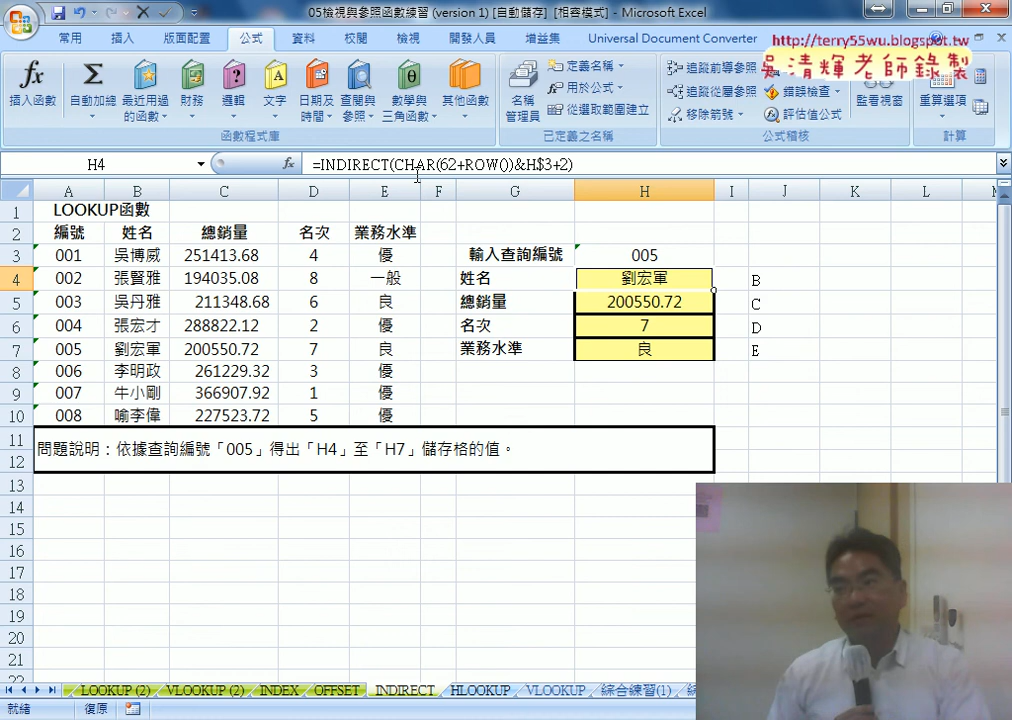 05檢視與參照函數練習 (version 1) [自動儲存] [相容模式] - Microsoft Excel
常用 插入 版面配置 公式 資料 校閱 檢視 開發人員 增益集 Universal Document Converter
http://terry55wu.blogspot.tw
吳清輝老師錄製
插入函數 自動加總 最近用過的函數 財務 邏輯 文字 日期及時間 查閱與參照 數學與三角函數 其他函數
名稱管理員 定義名稱 用於公式 從選取範圍建立
追蹤前導參照 追蹤從屬參照 移除箭號 錯誤檢查 評估值公式 監看視窗 重算選項
函數程式庫 已定義之名稱 公式稽核 計算
H4 fx =INDIRECT(CHAR(62+ROW())&H$3+2)
A B C D E F G H I J K L
1 LOOKUP函數
2 編號 姓名 總銷量 名次 業務水準
3 001 吳博威 251413.68 4 優 輸入查詢編號 005
4 002 張賢雅 194035.08 8 一般 姓名 劉宏軍 B
5 003 吳丹雅 211348.68 6 良 總銷量 200550.72 C
6 004 張宏才 288822.12 2 優 名次 7 D
7 005 劉宏軍 200550.72 7 良 業務水準 良 E
8 006 李明政 261229.32 3 優
9 007 牛小剛 366907.92 1 優
10 008 喻李偉 227523.72 5 優
11
問題說明：依據查詢編號「005」得出「H4」至「H7」儲存格的值。
12
13
14
15
16
17
18
19
20
21
LOOKUP (2) VLOOKUP (2) INDEX OFFSET INDIRECT HLOOKUP VLOOKUP 綜合練習(1)
就緒 復原